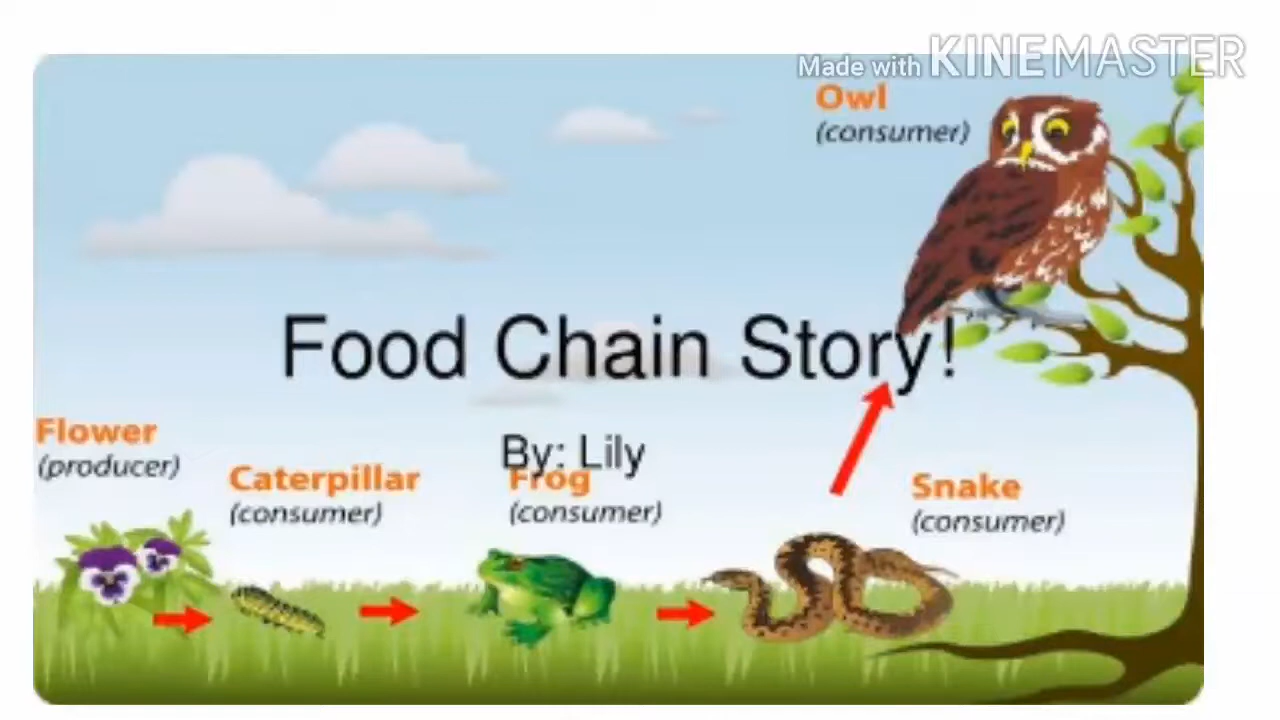 Made with KINEMASTER
Owl
(consumer)
Food Chain Story!
By: Lily
Flower
(producer)
Caterpillar
(consumer)
Frog
(consumer)
Snake
(consumer)